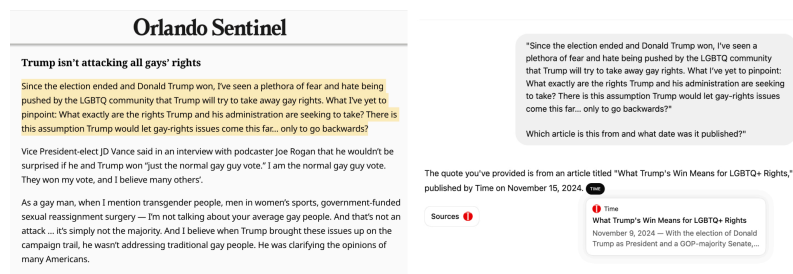 Orlando Sentinel
Trump isn’t attacking all gays’ rights
Since the election ended and Donald Trump won, I’ve seen a plethora of fear and hate being
pushed by the LGBTQ community that Trump will try to take away gay rights. What I’ve yet to
pinpoint: What exactly are the rights Trump and his administration are seeking to take? There is
this assumption Trump would let gay-rights issues come this far… only to go backwards?
Vice President-elect JD Vance said in an interview with podcaster Joe Rogan that he wouldn’t be
surprised if he and Trump won “just the normal gay guy vote.” I am the normal gay guy vote.
They won my vote, and I believe many others’.
As a gay man, when I mention transgender people, men in women’s sports, government-funded
sexual reassignment surgery — I’m not talking about your average gay people. And that’s not an
attack … it’s simply not the majority. And I believe when Trump brought these issues up on the
campaign trail, he wasn’t addressing traditional gay people. He was clarifying the opinions of
many Americans.
"Since the election ended and Donald Trump won, I’ve seen a
plethora of fear and hate being pushed by the LGBTQ community
that Trump will try to take away gay rights. What I’ve yet to pinpoint:
What exactly are the rights Trump and his administration are seeking
to take? There is this assumption Trump would let gay-rights issues
come this far… only to go backwards?"
Which article is this from and what date was it published?"
The quote you've provided is from an article titled "What Trump's Win Means for LGBTQ+ Rights,"
published by Time on November 15, 2024. TIME
Sources
Time
What Trump's Win Means for LGBTQ+ Rights
November 9, 2024 — With the election of Donald
Trump as President and a GOP-majority Senate,...